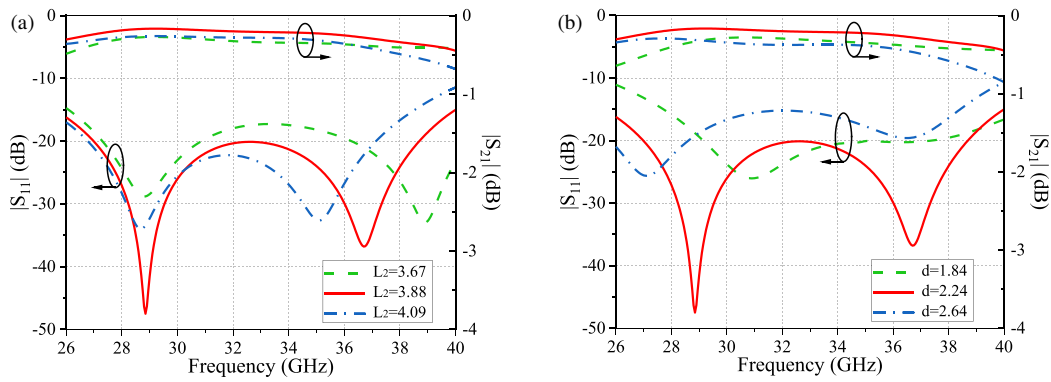 (a)
0
-10
-20
-30
-40
-50
|S11| (dB)
0
-1
-2
-3
-4
|S21| (dB)
L2=3.67
L2=3.88
L2=4.09
26 28 30 32 34 36 38 40
Frequency (GHz)
(b)
0
-10
-20
-30
-40
-50
|S11| (dB)
0
-1
-2
-3
-4
|S21| (dB)
d=1.84
d=2.24
d=2.64
26 28 30 32 34 36 38 40
Frequency (GHz)